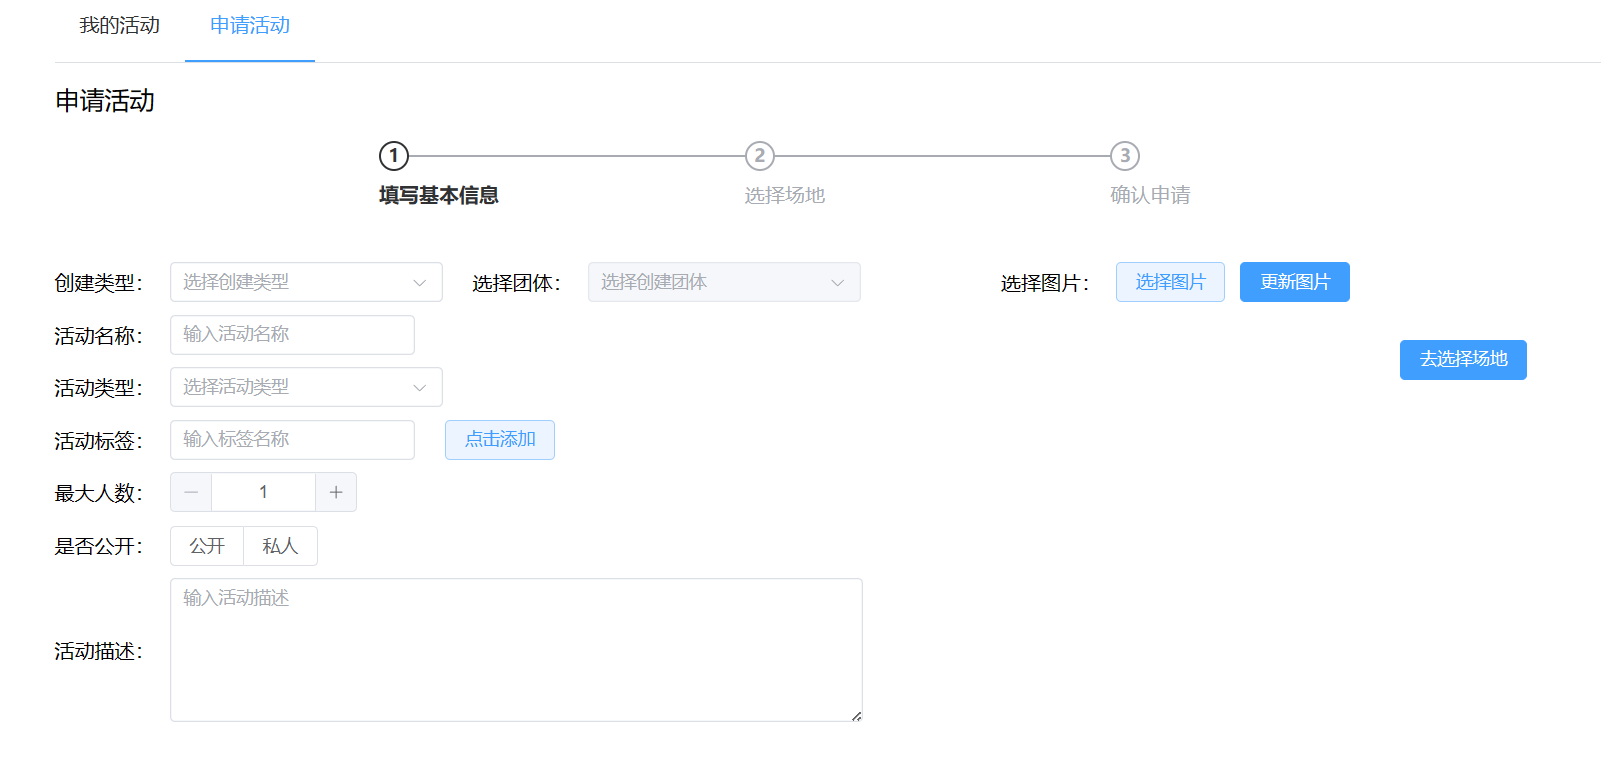 我的活动 申请活动
申请活动
1 2 3
填写基本信息 选择场地 确认申请
创建类型: 选择创建类型 选择团体: 选择创建团体 选择图片: 选择图片 更新图片
活动名称: 输入活动名称
去选择场地
活动类型: 选择活动类型
活动标签: 输入标签名称 点击添加
最大人数: − 1 +
是否公开: 公开 私人
活动描述: 输入活动描述